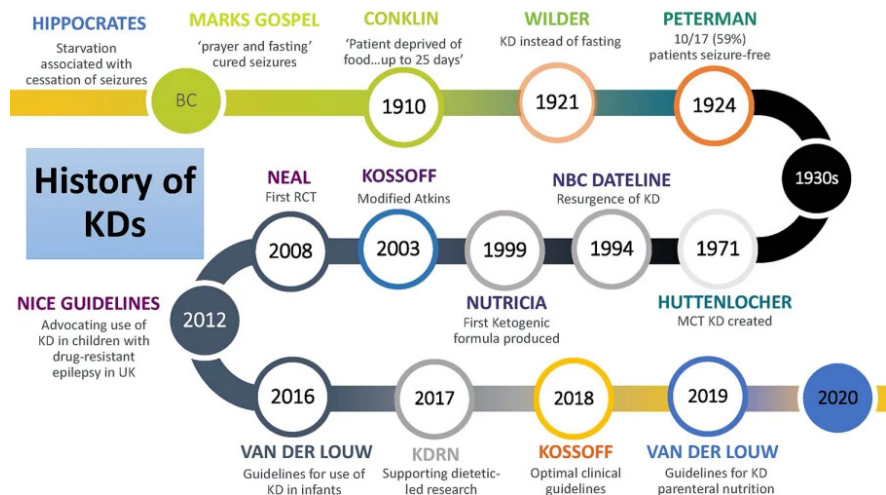 HIPPOCRATES
Starvation
associated with
cessation of seizures
BC
MARKS GOSPEL
‘prayer and fasting’
cured seizures
CONKLIN
‘Patient deprived of
food...up to 25 days’
1910
WILDER
KD instead of fasting
1921
PETERMAN
10/17 (59%)
patients seizure-free
1924
1930s
History of
KDs
NEAL
First RCT
2008
KOSSOFF
Modified Atkins
2003
1999
NUTRICIA
First Ketogenic
formula produced
NBC DATELINE
Resurgence of KD
1994
1971
HUTTENLOCHER
MCT KD created
NICE GUIDELINES
Advocating use of
KD in children with
drug-resistant
epilepsy in UK
2012
2016
VAN DER LOUW
Guidelines for use of
KD in infants
2017
KDRN
Supporting dietetic-
led research
2018
KOSSOFF
Optimal clinical
guidelines
2019
VAN DER LOUW
Guidelines for KD
parenteral nutrition
2020